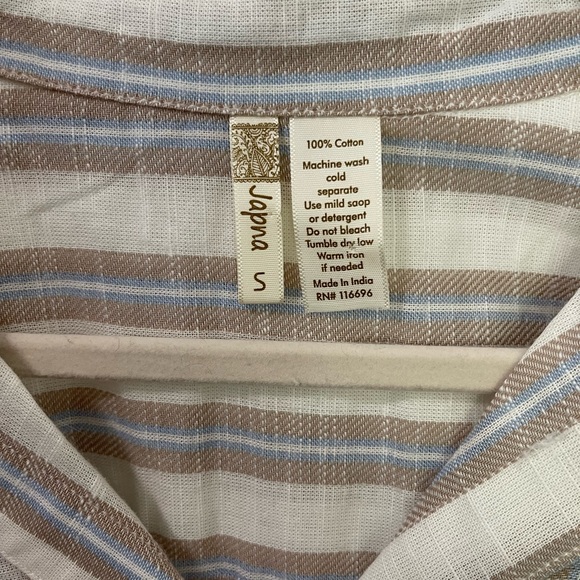 Japna
S
100% Cotton
Machine wash
cold
separate
Use mild saop
or detergent
Do not bleach
Tumble dry low
Warm iron
if needed
Made In India
RN# 116696